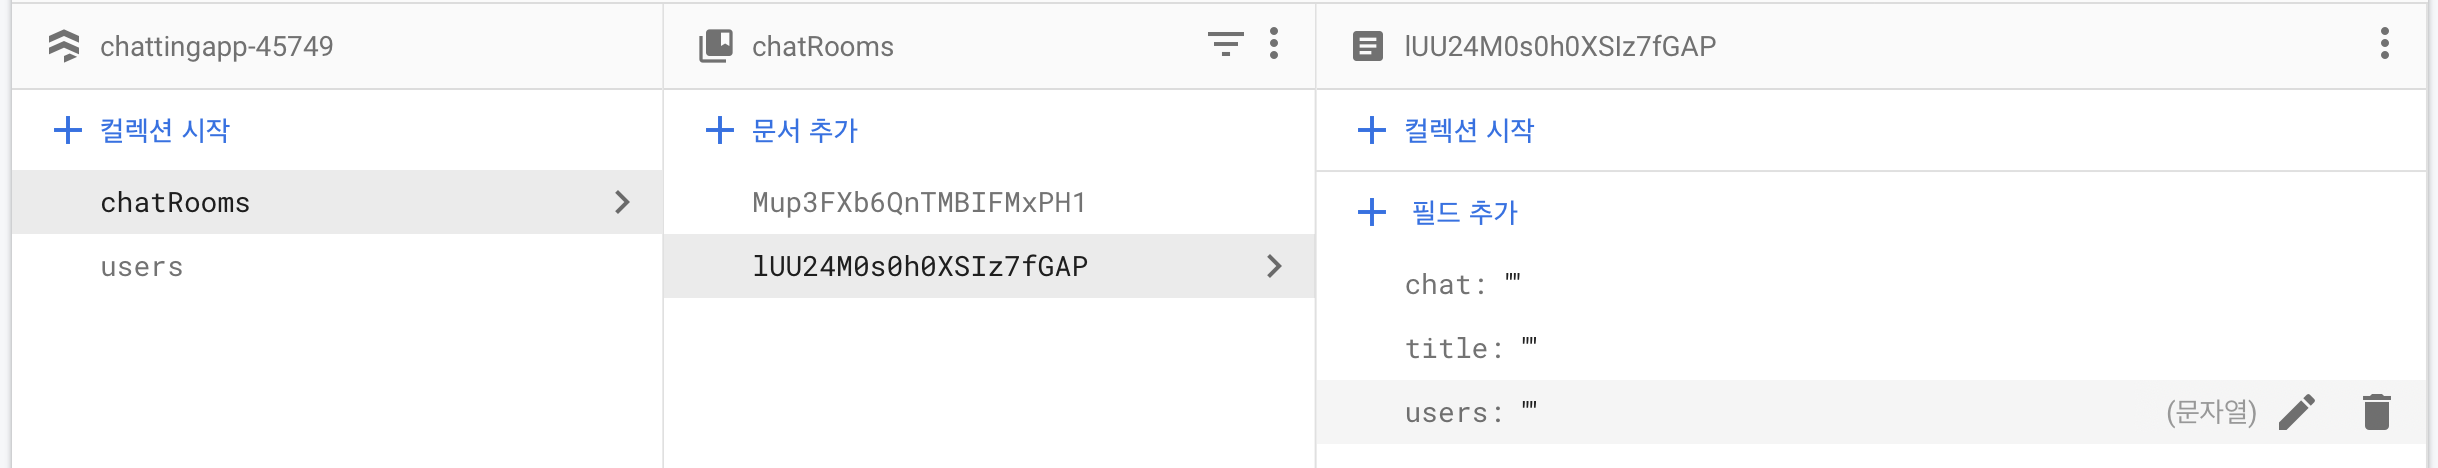 chattingapp-45749
컬렉션 시작
chatRooms
users
chatRooms
문서 추가
Mup3FXb6QnTMBIFMxPH1
lUU24M0s0h0XSIz7fGAP
lUU24M0s0h0XSIz7fGAP
컬렉션 시작
필드 추가
chat: ""
title: ""
users: "" (문자열)